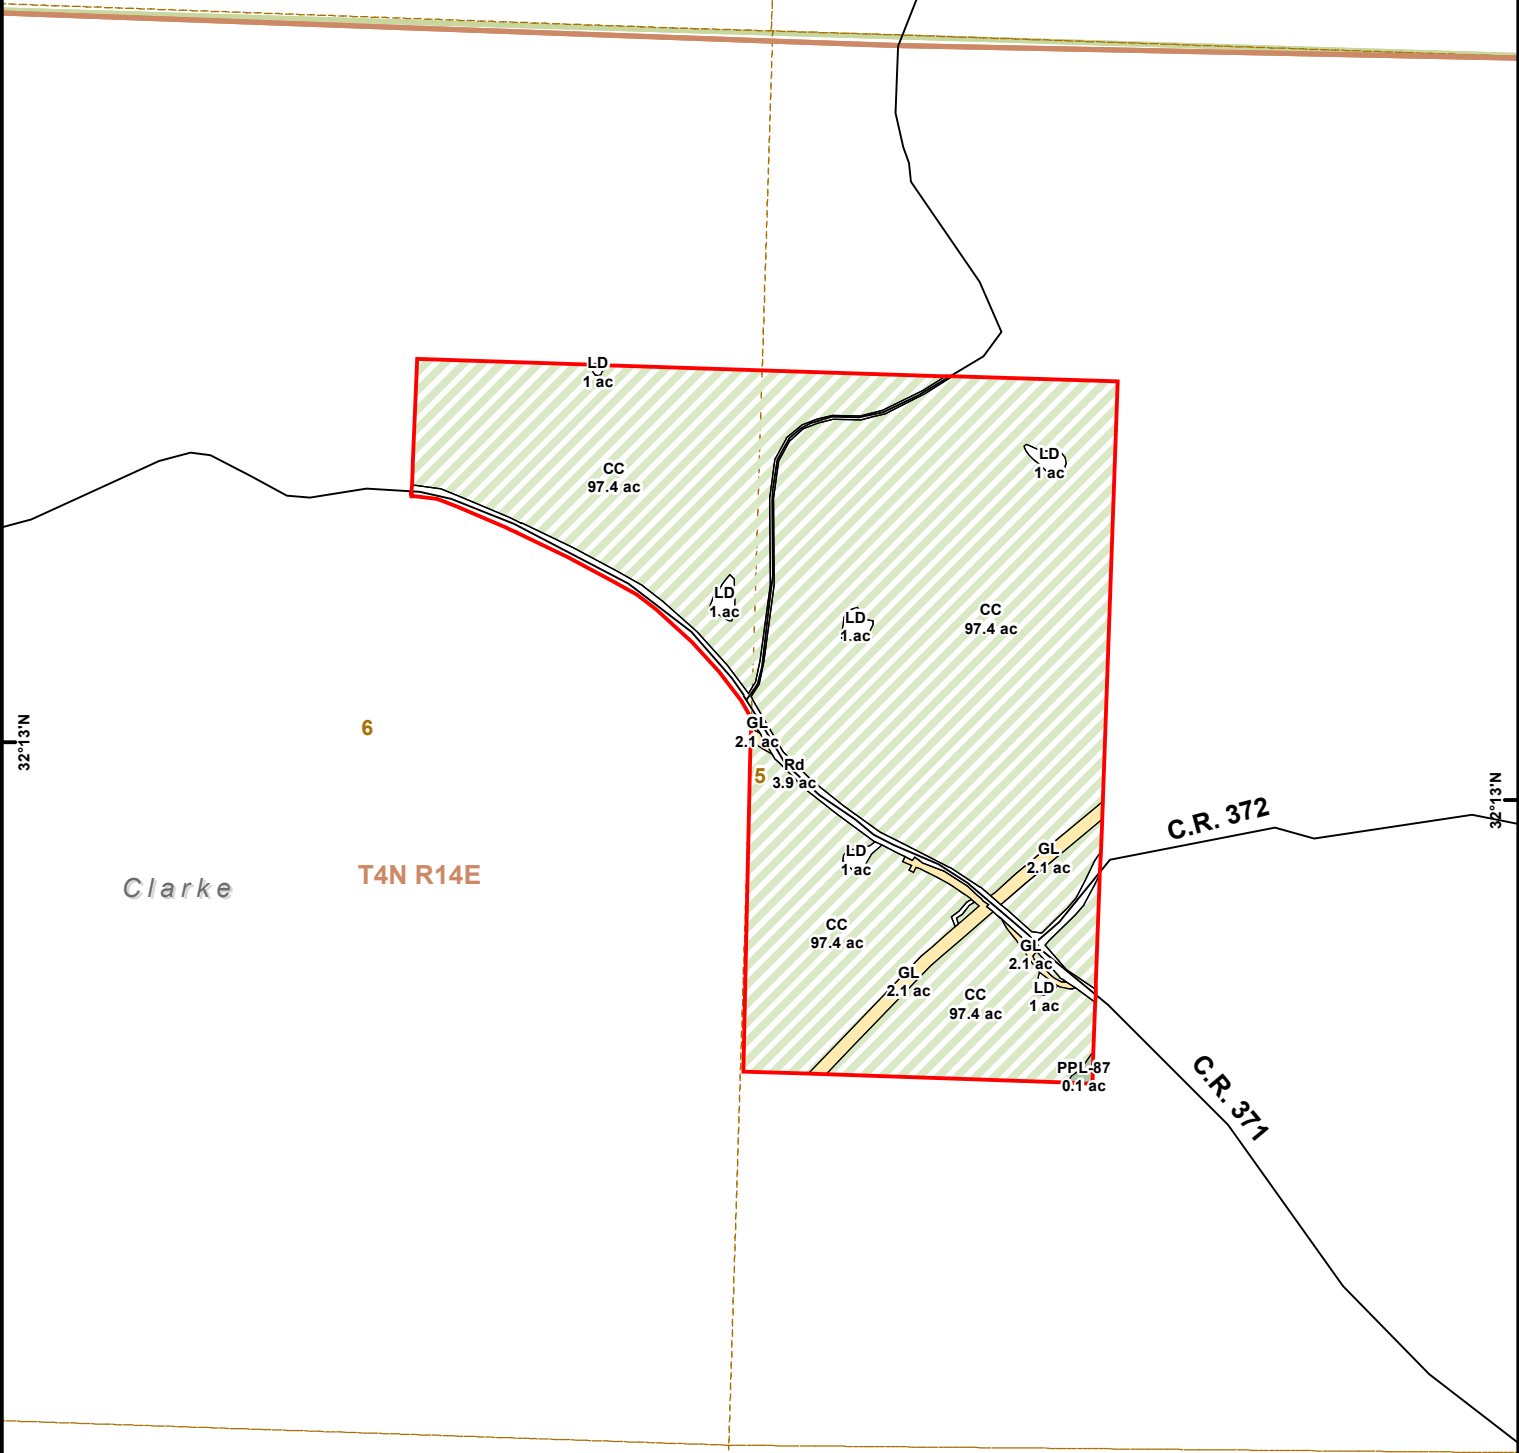 LD
1 ac
LD
1 ac
CC
97.4 ac
LD
1 ac
LD
1 ac
CC
97.4 ac
6
32°13'N
GL
2.1 ac
Rd
3.9 ac
5
32°13'N
C.R. 372
LD
1 ac
GL
2.1 ac
T4N R14E
Clarke
CC
97.4 ac
GL
2.1 ac
GL
2.1 ac
LD
1 ac
CC
97.4 ac
PPL-87
0.1 ac
C.R. 371